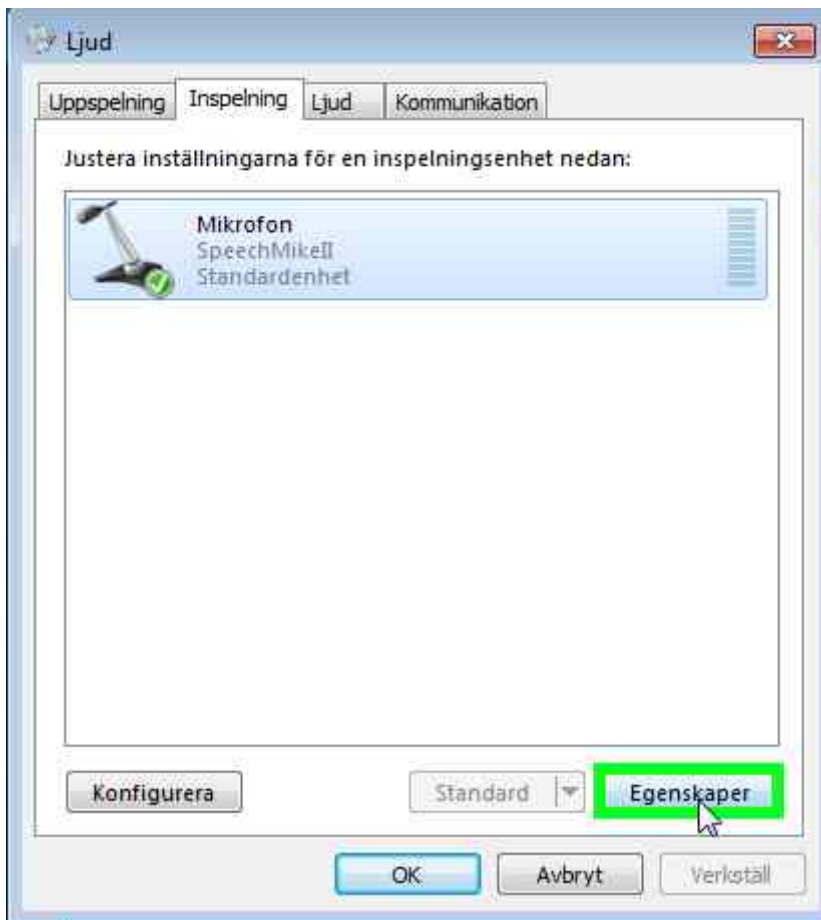 Ljud
Uppspelning Inspelning Ljud Kommunikation
Justera inställningarna för en inspelningsenhet nedan:
Mikrofon
SpeechMikeII
Standardenhet
Konfigurera Standard Egenskaper
OK Avbryt Verkställ